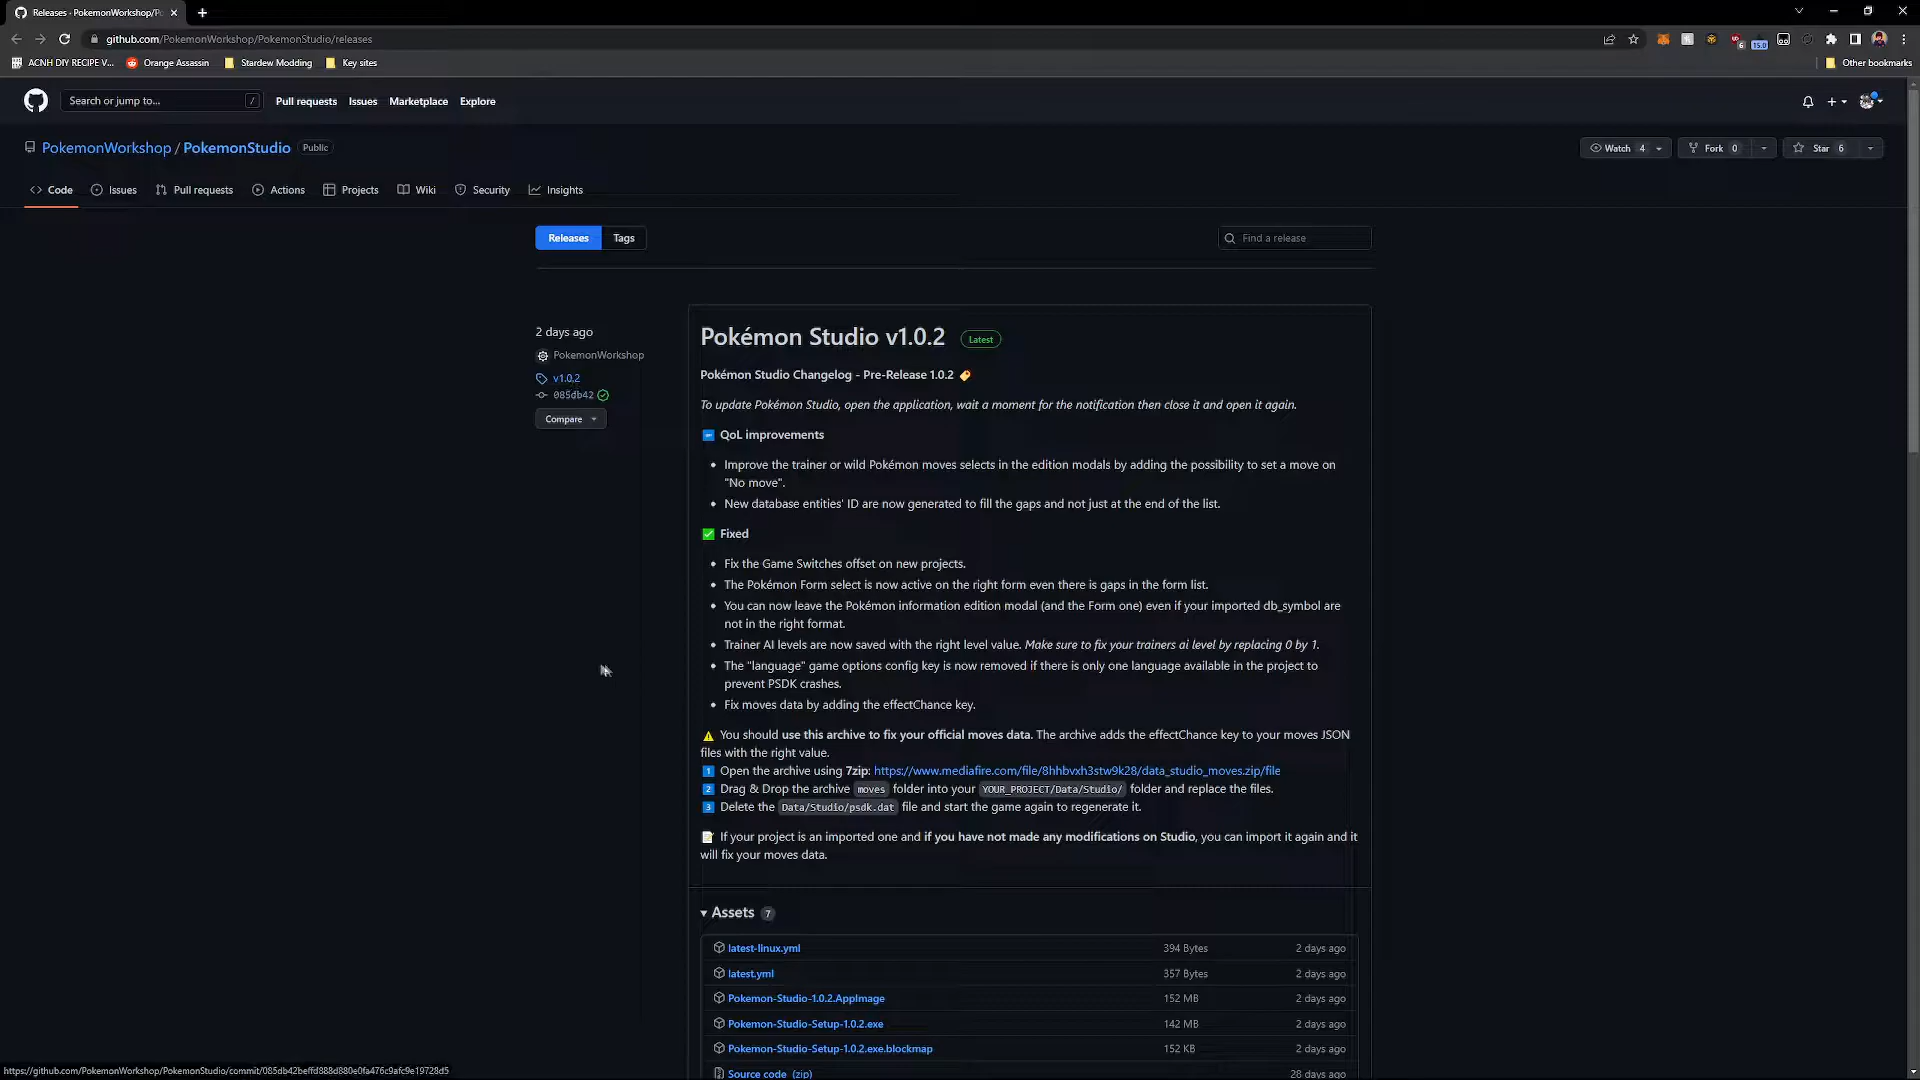 Releases · PokemonWorkshop/Po
github.com/PokemonWorkshop/PokemonStudio/releases
6
15.0
ACNH DIY RECIPE V...
Orange Assassin
Stardew Modding
Key sites
Other bookmarks
Search or jump to...
/
Pull requests
Issues
Marketplace
Explore
PokemonWorkshop / PokemonStudio
Public
Watch 4
Fork 0
Star 6
<> Code
Issues
Pull requests
Actions
Projects
Wiki
Security
Insights
Releases
Tags
Find a release
2 days ago
PokemonWorkshop
v1.0.2
085db42
Compare
Pokémon Studio v1.0.2
Latest
Pokémon Studio Changelog - Pre-Release 1.0.2
To update Pokémon Studio, open the application, wait a moment for the notification then close it and open it again.
QoL improvements
• Improve the trainer or wild Pokémon moves selects in the edition modals by adding the possibility to set a move on
"No move".
• New database entities' ID are now generated to fill the gaps and not just at the end of the list.
Fixed
• Fix the Game Switches offset on new projects.
• The Pokémon Form select is now active on the right form even there is gaps in the form list.
• You can now leave the Pokémon information edition modal (and the Form one) even if your imported db_symbol are
not in the right format.
• Trainer AI levels are now saved with the right level value. Make sure to fix your trainers ai level by replacing 0 by 1.
• The "language" game options config key is now removed if there is only one language available in the project to
prevent PSDK crashes.
• Fix moves data by adding the effectChance key.
You should use this archive to fix your official moves data. The archive adds the effectChance key to your moves JSON
files with the right value.
1 Open the archive using 7zip: https://www.mediafire.com/file/8hhbvxh3stw9k28/data_studio_moves.zip/file
2 Drag & Drop the archive moves folder into your YOUR_PROJECT/Data/Studio/ folder and replace the files.
3 Delete the Data/Studio/psdk.dat file and start the game again to regenerate it.
If your project is an imported one and if you have not made any modifications on Studio, you can import it again and it
will fix your moves data.
Assets 7
latest-linux.yml 394 Bytes 2 days ago
latest.yml 357 Bytes 2 days ago
Pokemon-Studio-1.0.2.AppImage 152 MB 2 days ago
Pokemon-Studio-Setup-1.0.2.exe 142 MB 2 days ago
Pokemon-Studio-Setup-1.0.2.exe.blockmap 152 KB 2 days ago
Source code (zip) 28 days ago
https://github.com/PokemonWorkshop/PokemonStudio/commit/085db42beffd888d880e0fa476c9afc9e19728d5